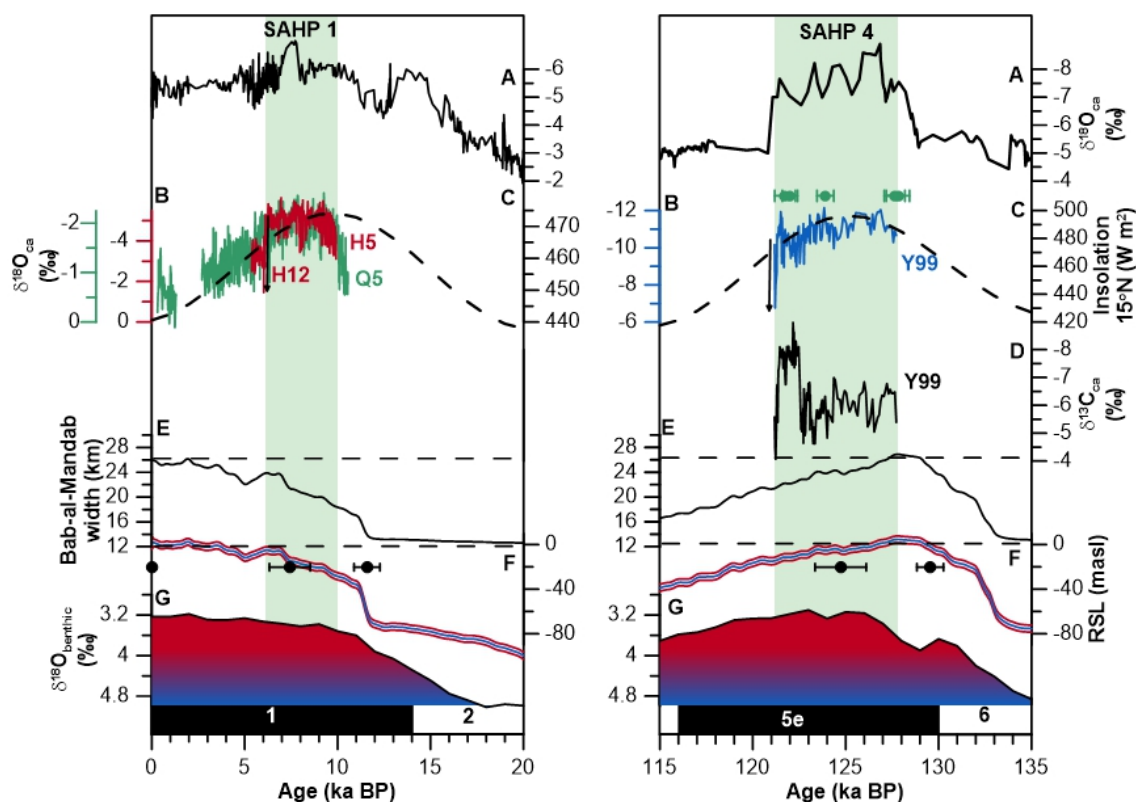 SAHP 1
A
-6
-5
-4
-3
-2
B
C
δ18Oca
(‰)
-2
-1
0
-4
-2
0
H5
H12
Q5
470
460
450
440
E
Bab-al-Mandab
width (km)
28
24
20
16
12
F
0
-40
-80
G
δ18Obenthic
(‰)
3.2
4
4.8
1
2
0
5
10
15
20
Age (ka BP)
SAHP 4
A
-8
-7
-6
-5
-4
δ18Oca
(‰)
B
C
-12
-10
-8
-6
Y99
500
480
460
440
420
Insolation
15°N (W m2)
D
Y99
-8
-7
-6
-5
-4
δ13Cca
(‰)
E
28
24
20
16
12
F
0
-40
-80
RSL (masl)
G
3.2
4
4.8
5e
6
115
120
125
130
135
Age (ka BP)